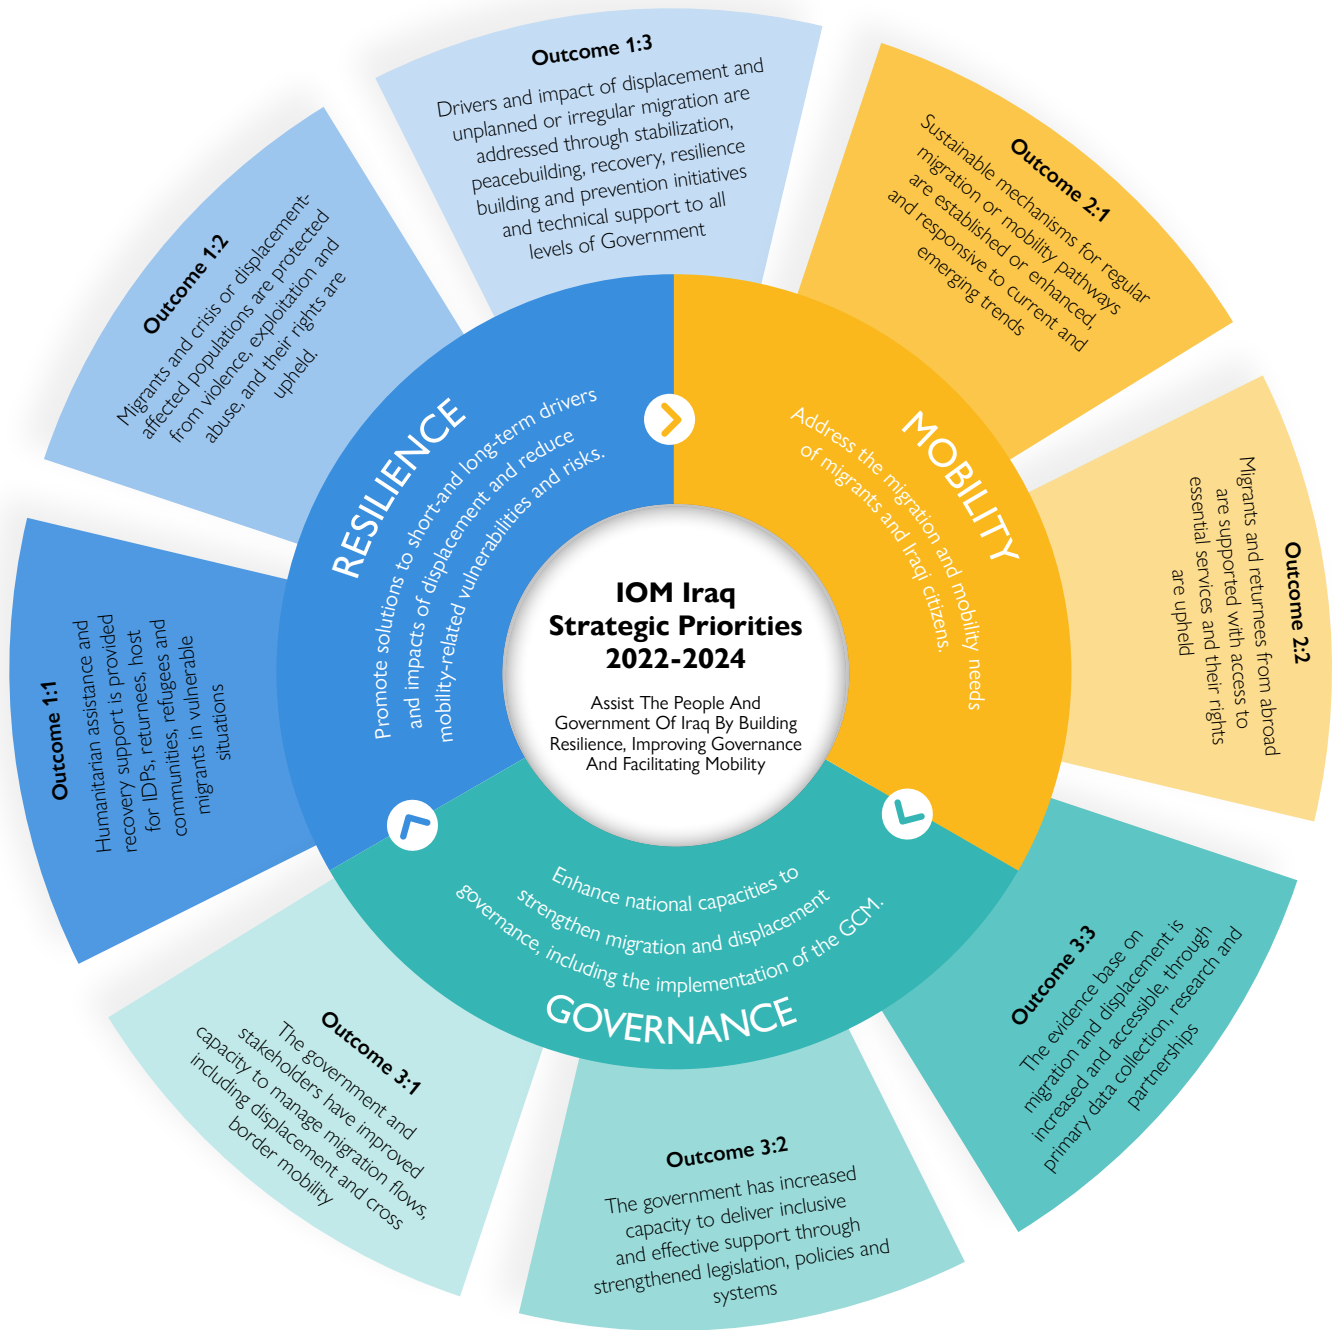 IOM Iraq
Strategic Priorities
2022-2024
Assist The People And
Government Of Iraq By Building
Resilience, Improving Governance
And Facilitating Mobility
RESILIENCE
Promote solutions to short-and long-term drivers
and impacts of displacement and reduce
mobility-related vulnerabilities and risks.
Outcome 1:1
Humanitarian assistance and
recovery support is provided
for IDPs, returnees, host
communities, refugees and
migrants in vulnerable
situations
Outcome 1:2
Migrants and crisis or displacement-
affected populations are protected
from violence, exploitation and
abuse, and their rights are
upheld.
Outcome 1:3
Drivers and impact of displacement and
unplanned or irregular migration are
addressed through stabilization,
peacebuilding, recovery, resilience
building and prevention initiatives
and technical support to all
levels of Government
MOBILITY
Address the migration and mobility needs
of migrants and Iraqi citizens.
Outcome 2:1
Sustainable mechanisms for regular
migration or mobility pathways
are established or enhanced,
and responsive to current and
emerging trends
Outcome 2:2
Migrants and returnees from abroad
are supported with access to
essential services and their rights
are upheld
GOVERNANCE
Enhance national capacities to
strengthen migration and displacement
governance, including the implementation of the GCM.
Outcome 3:1
The government and
stakeholders have improved
capacity to manage migration flows,
including displacement and cross
border mobility
Outcome 3:2
The government has increased
capacity to deliver inclusive
and effective support through
strengthened legislation, policies and
systems
Outcome 3:3
The evidence base on
migration and displacement is
increased and accessible, through
primary data collection, research and
partnerships